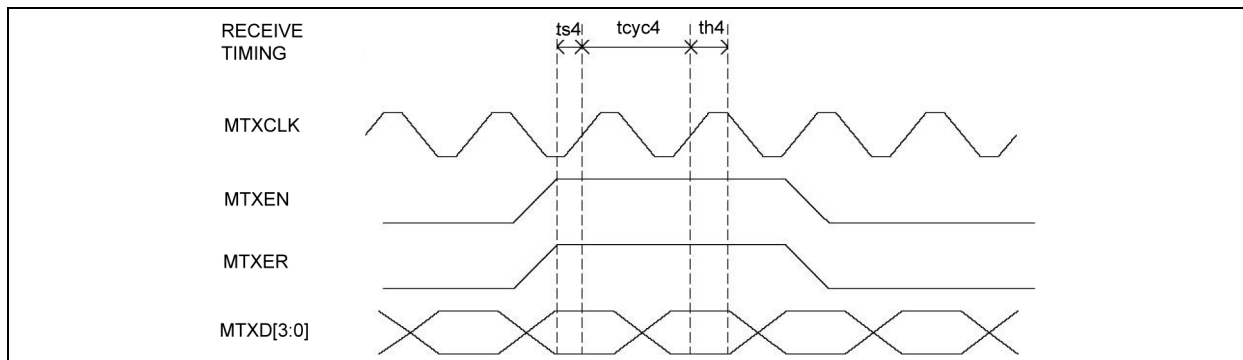 RECEIVE
TIMING
ts4
tcyc4
th4
MTXCLK
MTXEN
MTXER
MTXD[3:0]